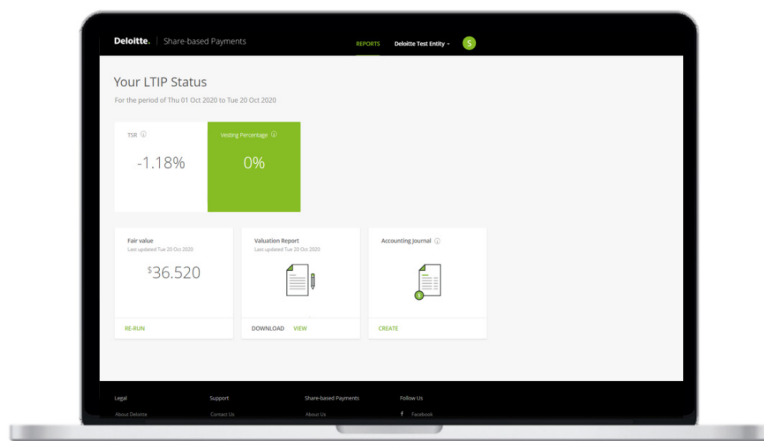 Deloitte. Share-based Payments
REPORTS Deloitte Test Entity
S
Your LTIP Status
For the period of Thu 01 Oct 2020 to Tue 20 Oct 2020
TSR
Vesting Percentage
-1.18%
0%
Fair value
Last updated Tue 20 Oct 2020
$36.520
RE-RUN
Valuation Report
Last updated Tue 20 Oct 2020
DOWNLOAD VIEW
Accounting Journal
CREATE
Legal Support Share-based Payments Follow Us
About Deloitte Contact Us About Us Facebook